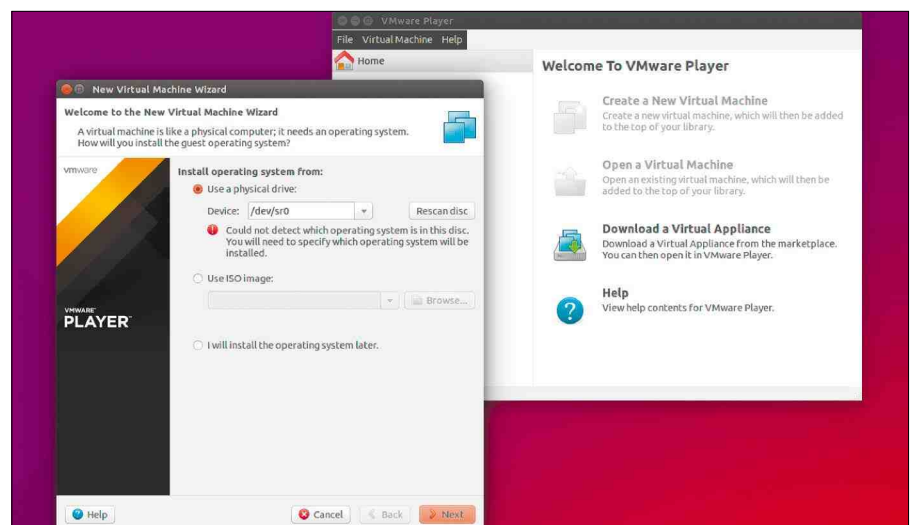 VMware Player
File Virtual Machine Help
Home
Welcome To VMware Player
Create a New Virtual Machine
Create a new virtual machine, which will then be added
to the top of your library.
Open a Virtual Machine
Open an existing virtual machine, which will then be
added to the top of your library.
Download a Virtual Appliance
Download a Virtual Appliance from the marketplace.
You can then open it in VMware Player.
Help
View help contents for VMware Player.
New Virtual Machine Wizard
Welcome to the New Virtual Machine Wizard
A virtual machine is like a physical computer; it needs an operating system.
How will you install the guest operating system?
vmware
VMWARE
PLAYER
Install operating system from:
Use a physical drive:
Device: /dev/sr0 Rescan disc
Could not detect which operating system is in this disc.
You will need to specify which operating system will be
installed.
Use ISO image:
Browse...
I will install the operating system later.
Help Cancel Back Next